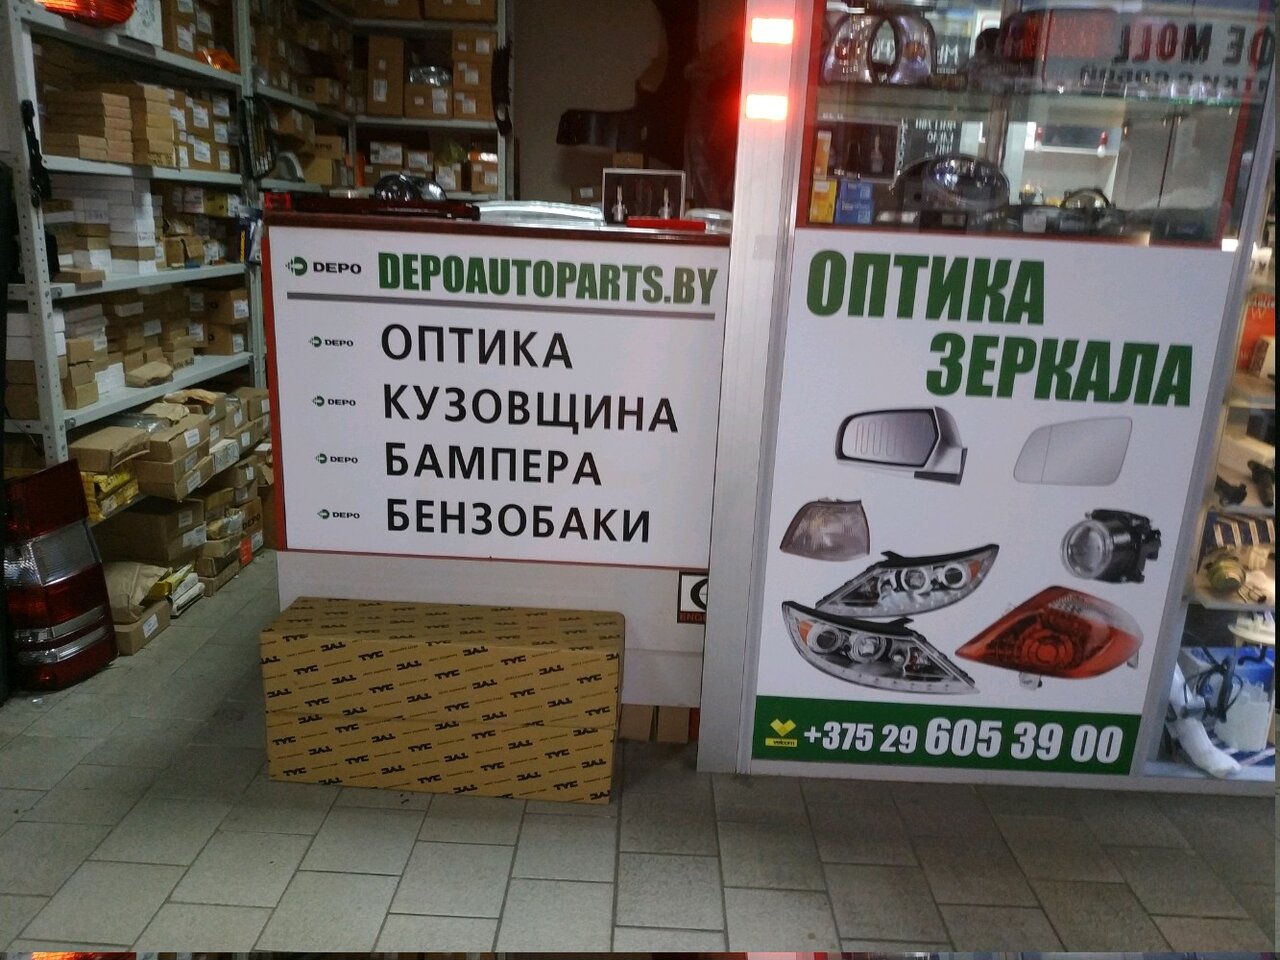 DEPO DEPOAUTOPARTS.BY
DEPO ОПТИКА
DEPO КУЗОВЩИНА
DEPO БАМПЕРА
DEPO БЕНЗОБАКИ
ОПТИКА
ЗЕРКАЛА
velcom +375 29 605 39 00
TYC
DEPO